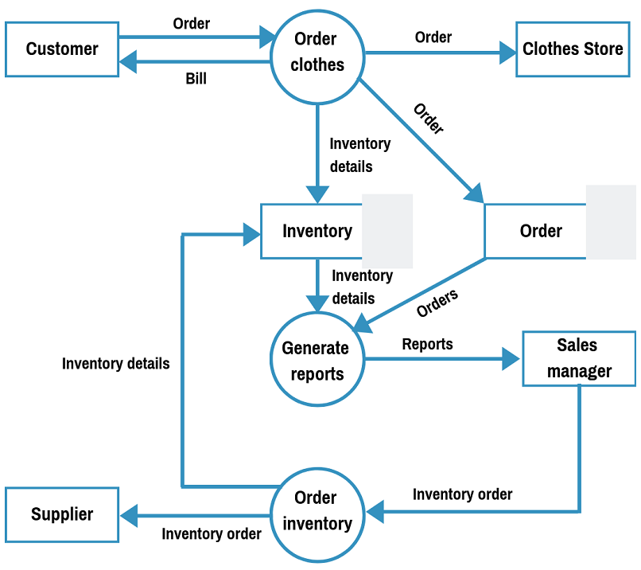 Order
Order
Customer
Order
clothes
Clothes Store
Bill
Order
Inventory
details
Inventory
Order
Inventory
details
Orders
Generate
reports
Reports
Sales
manager
Inventory details
Inventory order
Supplier
Order
inventory
Inventory order